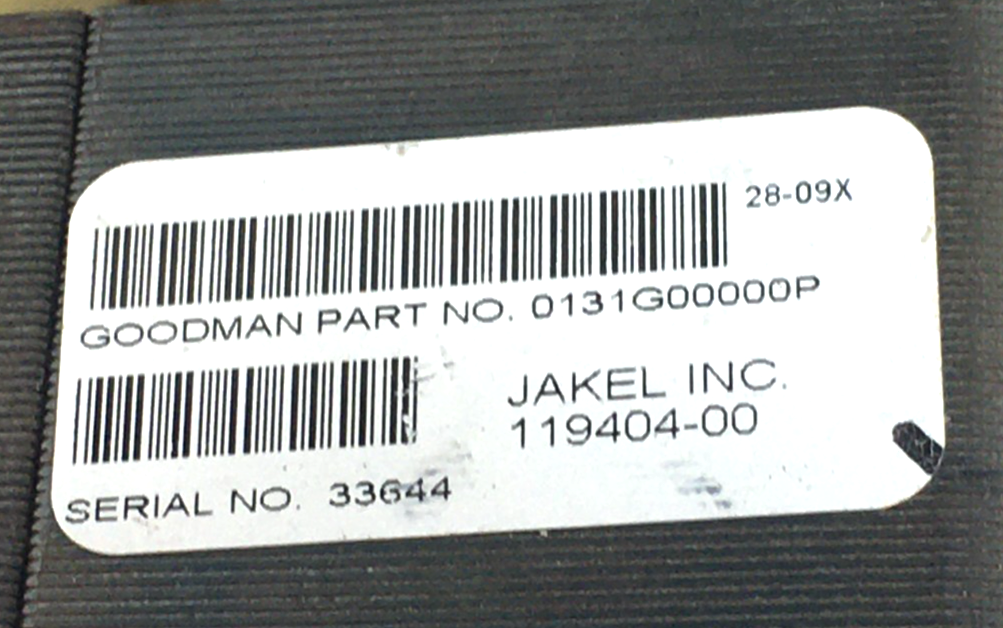 28-09X
GOODMAN PART NO. 0131G00000P
JAKEL INC.
119404-00
SERIAL NO. 33644